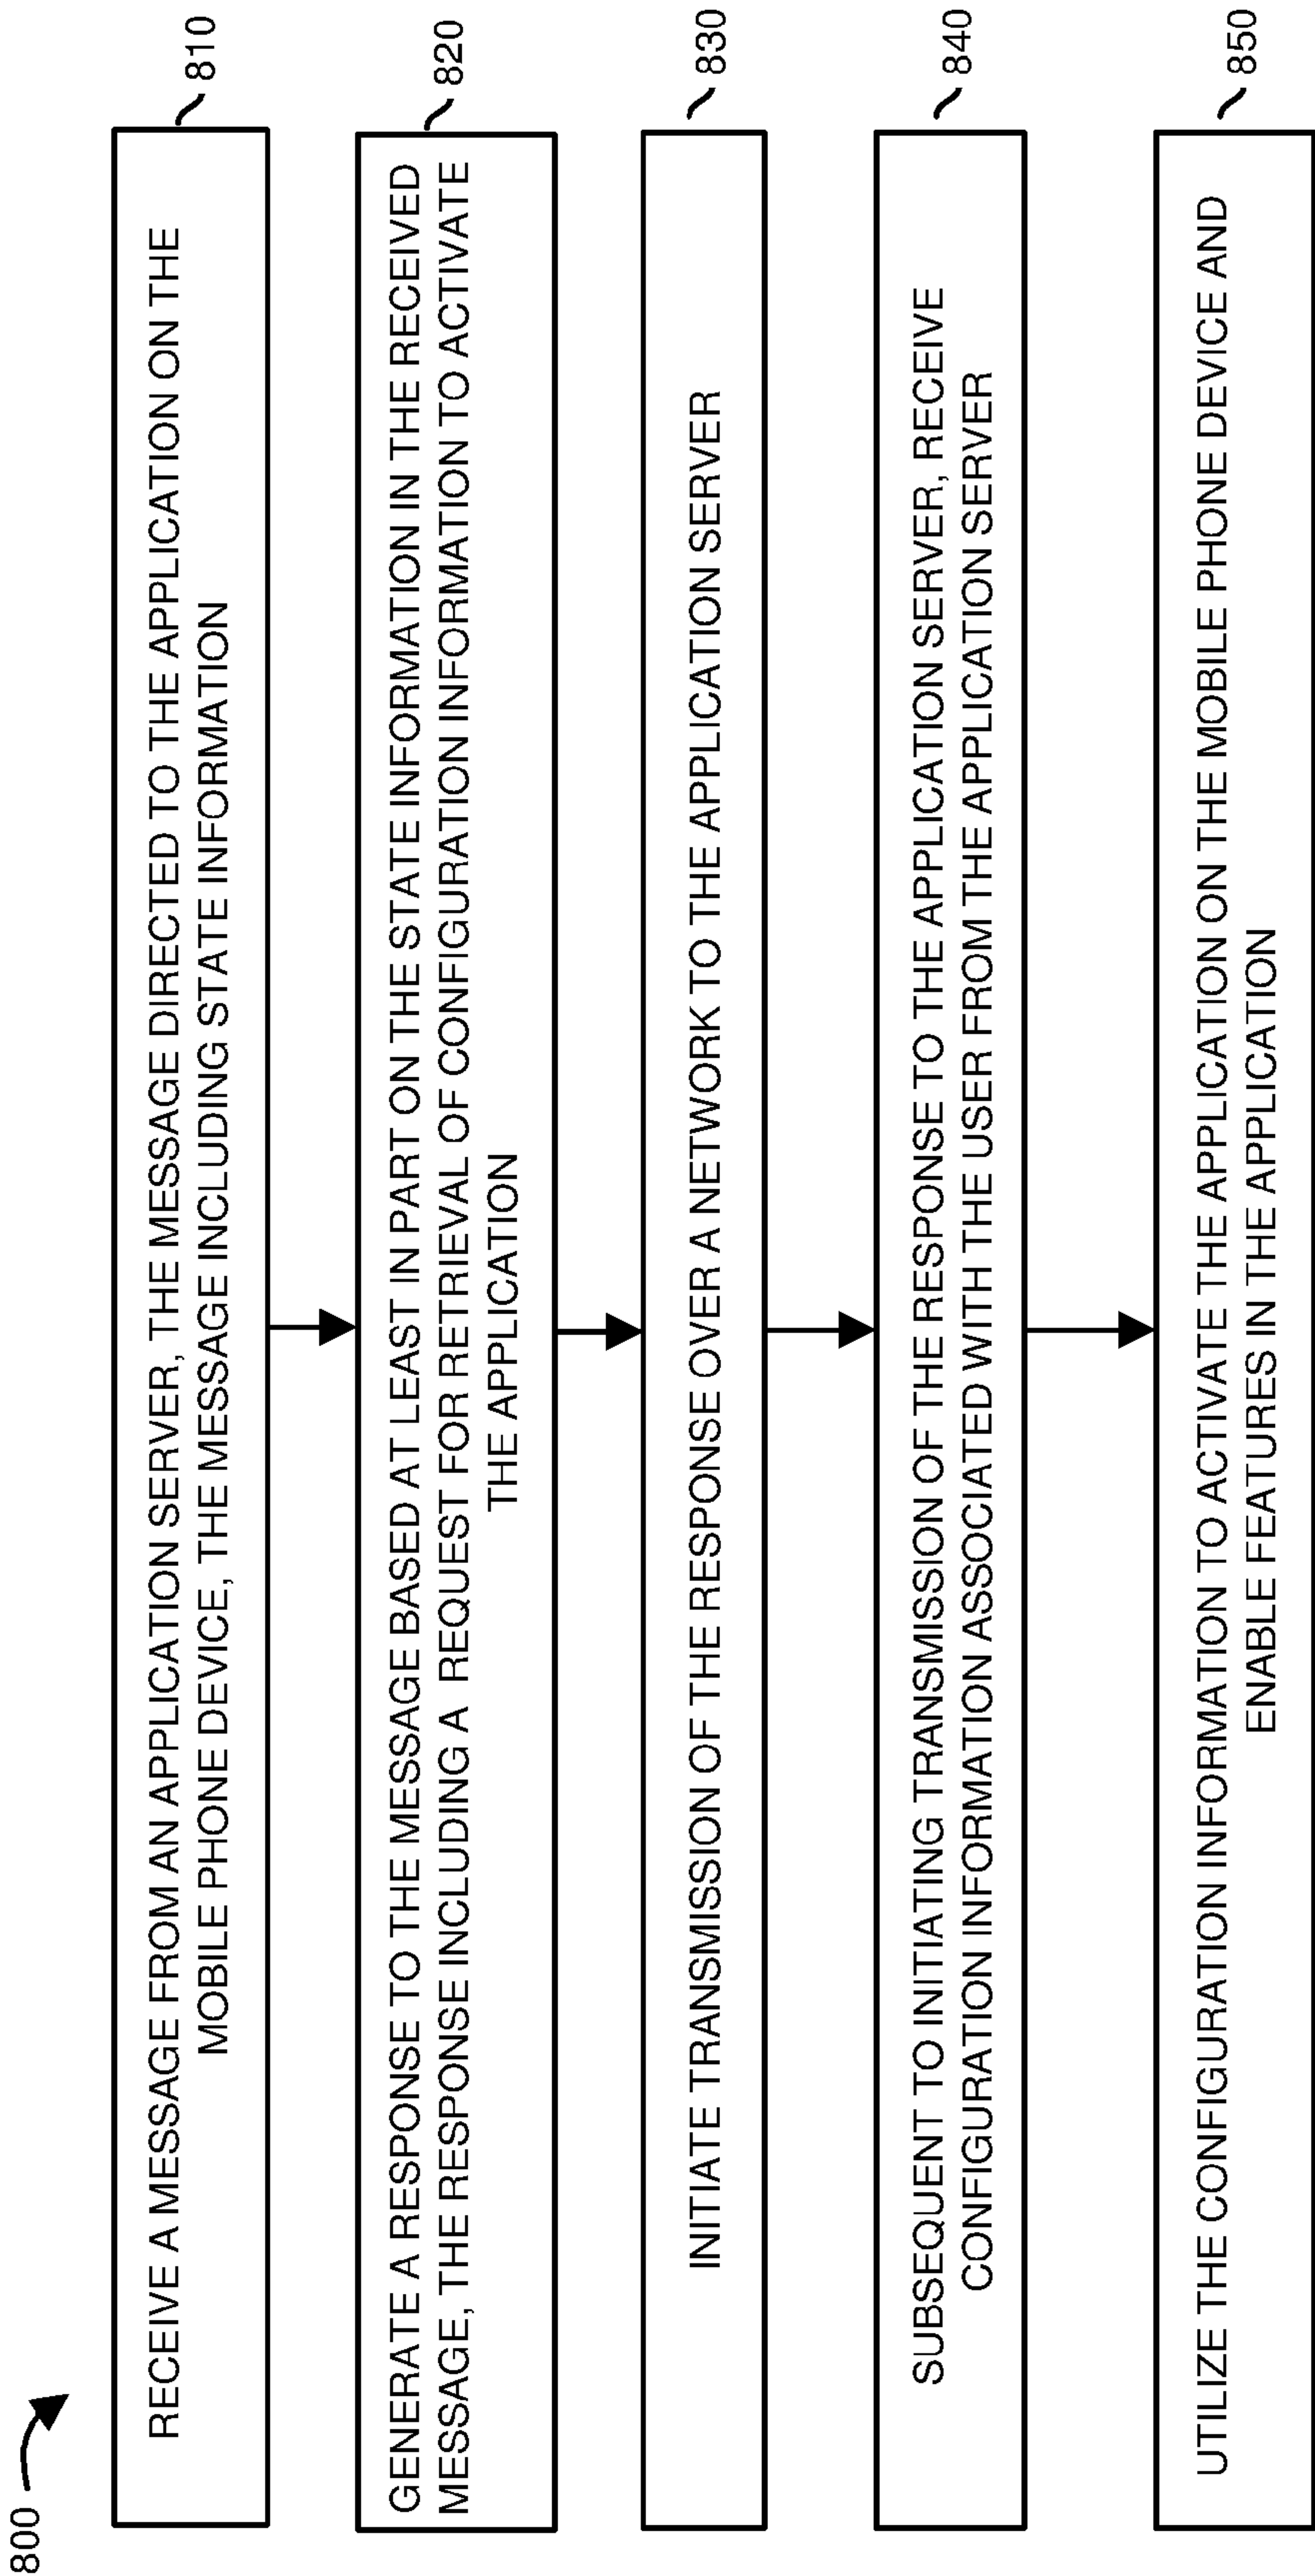 800
RECEIVE A MESSAGE FROM AN APPLICATION SERVER, THE MESSAGE DIRECTED TO THE APPLICATION ON THE
MOBILE PHONE DEVICE, THE MESSAGE INCLUDING STATE INFORMATION
810
GENERATE A RESPONSE TO THE MESSAGE BASED AT LEAST IN PART ON THE STATE INFORMATION IN THE RECEIVED
MESSAGE, THE RESPONSE INCLUDING A REQUEST FOR RETRIEVAL OF CONFIGURATION INFORMATION TO ACTIVATE
THE APPLICATION
820
INITIATE TRANSMISSION OF THE RESPONSE OVER A NETWORK TO THE APPLICATION SERVER
830
SUBSEQUENT TO INITIATING TRANSMISSION OF THE RESPONSE TO THE APPLICATION SERVER, RECEIVE
CONFIGURATION INFORMATION ASSOCIATED WITH THE USER FROM THE APPLICATION SERVER
840
UTILIZE THE CONFIGURATION INFORMATION TO ACTIVATE THE APPLICATION ON THE MOBILE PHONE DEVICE AND
ENABLE FEATURES IN THE APPLICATION
850